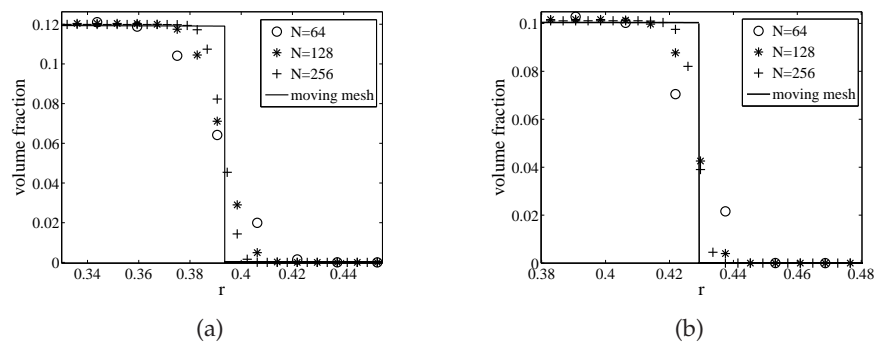 0.12
0.1
0.08
0.06
0.04
0.02
0
volume fraction
0.34 0.36 0.38 0.4 0.42 0.44
r
N=64
N=128
N=256
moving mesh
(a)
0.1
0.08
0.06
0.04
0.02
0
volume fraction
0.38 0.4 0.42 0.44 0.46 0.48
r
N=64
N=128
N=256
moving mesh
(b)